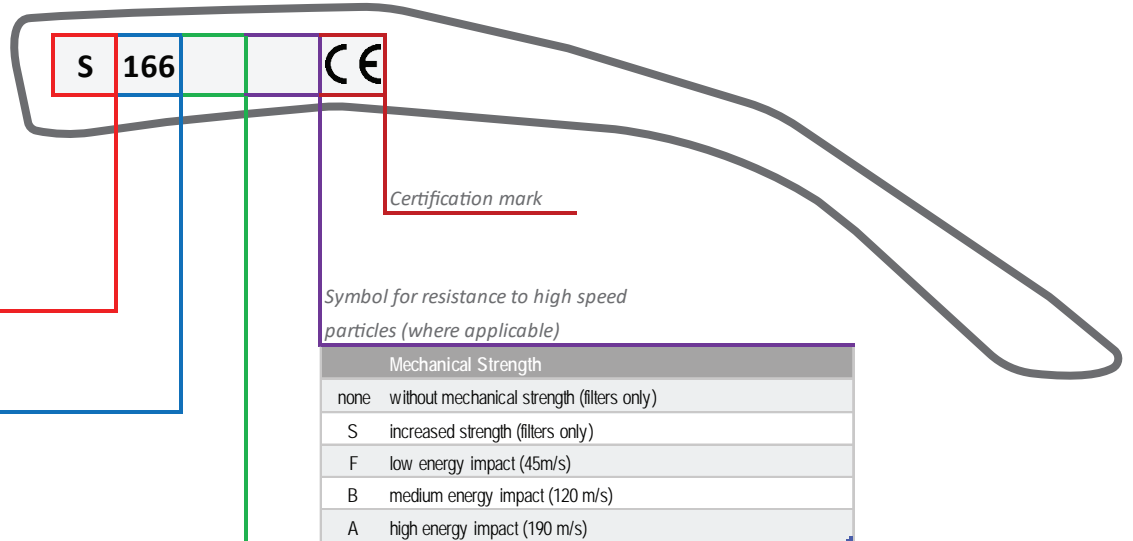 S 166 CE
Certification mark
Symbol for resistance to high speed
particles (where applicable)
Mechanical Strength
none without mechanical strength (filters only)
S increased strength (filters only)
F low energy impact (45m/s)
B medium energy impact (120 m/s)
A high energy impact (190 m/s)